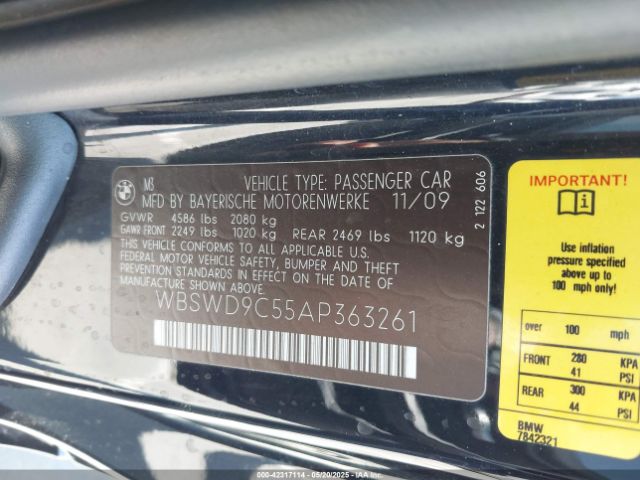 BMW
M3
VEHICLE TYPE: PASSENGER CAR
MFD BY BAYERISCHE MOTORENWERKE 11/09
GVWR 4586 lbs 2080 kg
GAWR FRONT 2249 lbs 1020 kg REAR 2469 lbs 1120 kg
THIS VEHICLE CONFORMS TO ALL APPLICABLE U.S.
FEDERAL MOTOR VEHICLE SAFETY, BUMPER AND THEFT
PREVENTION STANDARDS IN EFFECT ON THE DATE
OF MANUFACTURE SHOWN ABOVE.
WBSWD9C55AP363261
2 122 606
IMPORTANT!
Use inflation
pressure specified
above for up to
100 mph only.
over 100 mph
FRONT 280 KPA
41 PSI
REAR 300 KPA
44 PSI
BMW
7842321
000-42317114 - 05/20/2025 - IAA Inc.